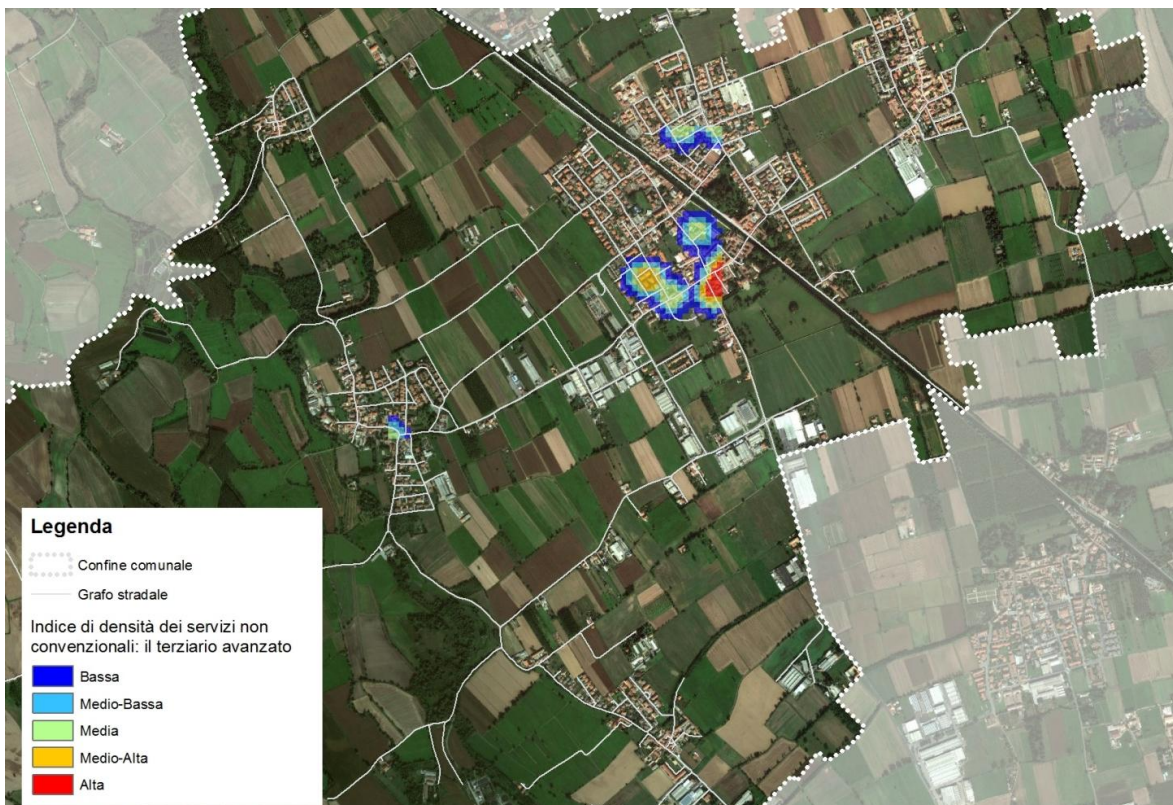 Legenda
Confine comunale
Grafo stradale
Indice di densità dei servizi non
convenzionali: il terziario avanzato
Bassa
Medio-Bassa
Media
Medio-Alta
Alta